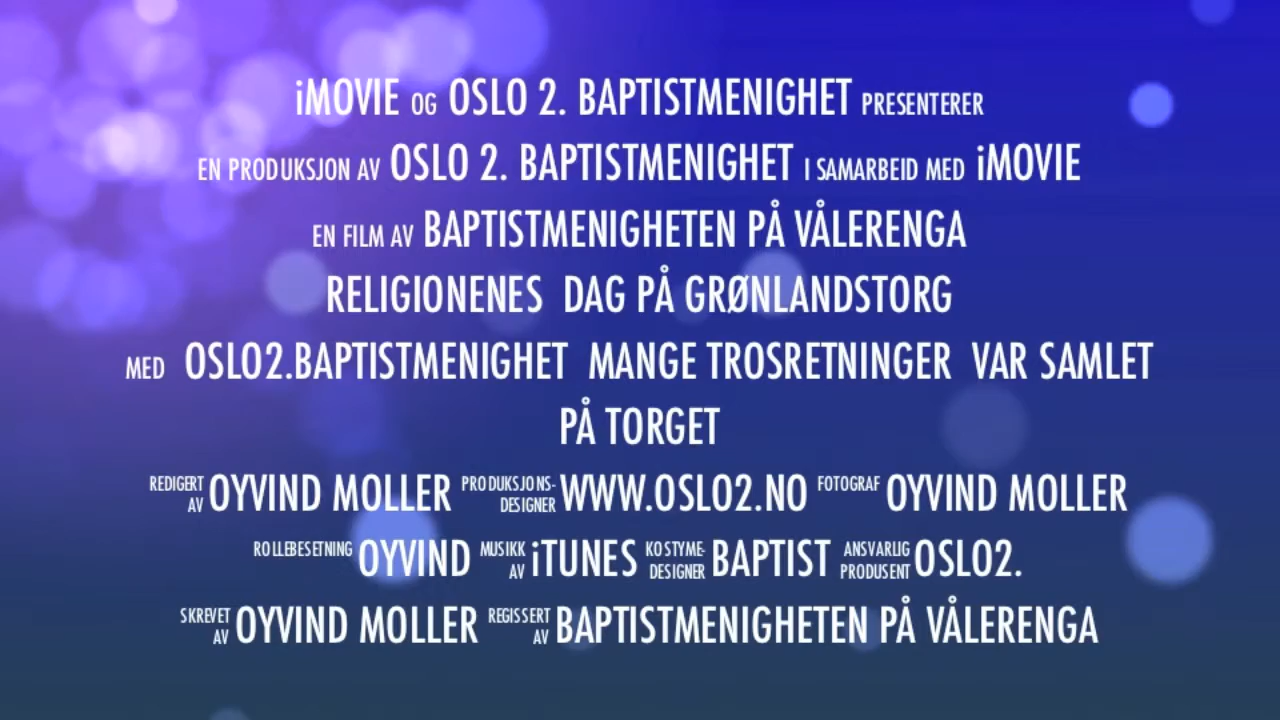 iMOVIE OG OSLO 2. BAPTISTMENIGHET PRESENTERER
EN PRODUKSJON AV OSLO 2. BAPTISTMENIGHET I SAMARBEID MED iMOVIE
EN FILM AV BAPTISTMENIGHETEN PÅ VÅLERENGA
RELIGIONENES DAG PÅ GRØNLANDSTORG
MED OSLO2.BAPTISTMENIGHET MANGE TROSRETNINGER VAR SAMLET
PÅ TORGET
REDIGERT AV OYVIND MOLLER PRODUKSJONS-DESIGNER WWW.OSLO2.NO FOTOGRAF OYVIND MOLLER
ROLLEBESETNING OYVIND MUSIKK AV iTUNES KOSTYME-DESIGNER BAPTIST ANSVARLIG PRODUSENT OSLO2.
SKREVET AV OYVIND MOLLER REGISSERT AV BAPTISTMENIGHETEN PÅ VÅLERENGA